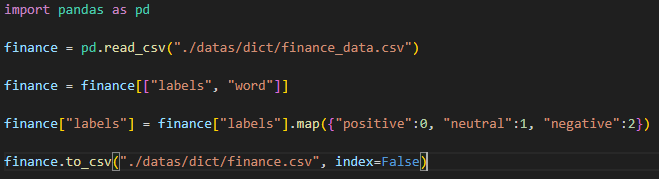 import pandas as pd
finance = pd.read_csv("./datas/dict/finance_data.csv")
finance = finance[["labels", "word"]]
finance["labels"] = finance["labels"].map({"positive":0, "neutral":1, "negative":2})
finance.to_csv("./datas/dict/finance.csv", index=False)